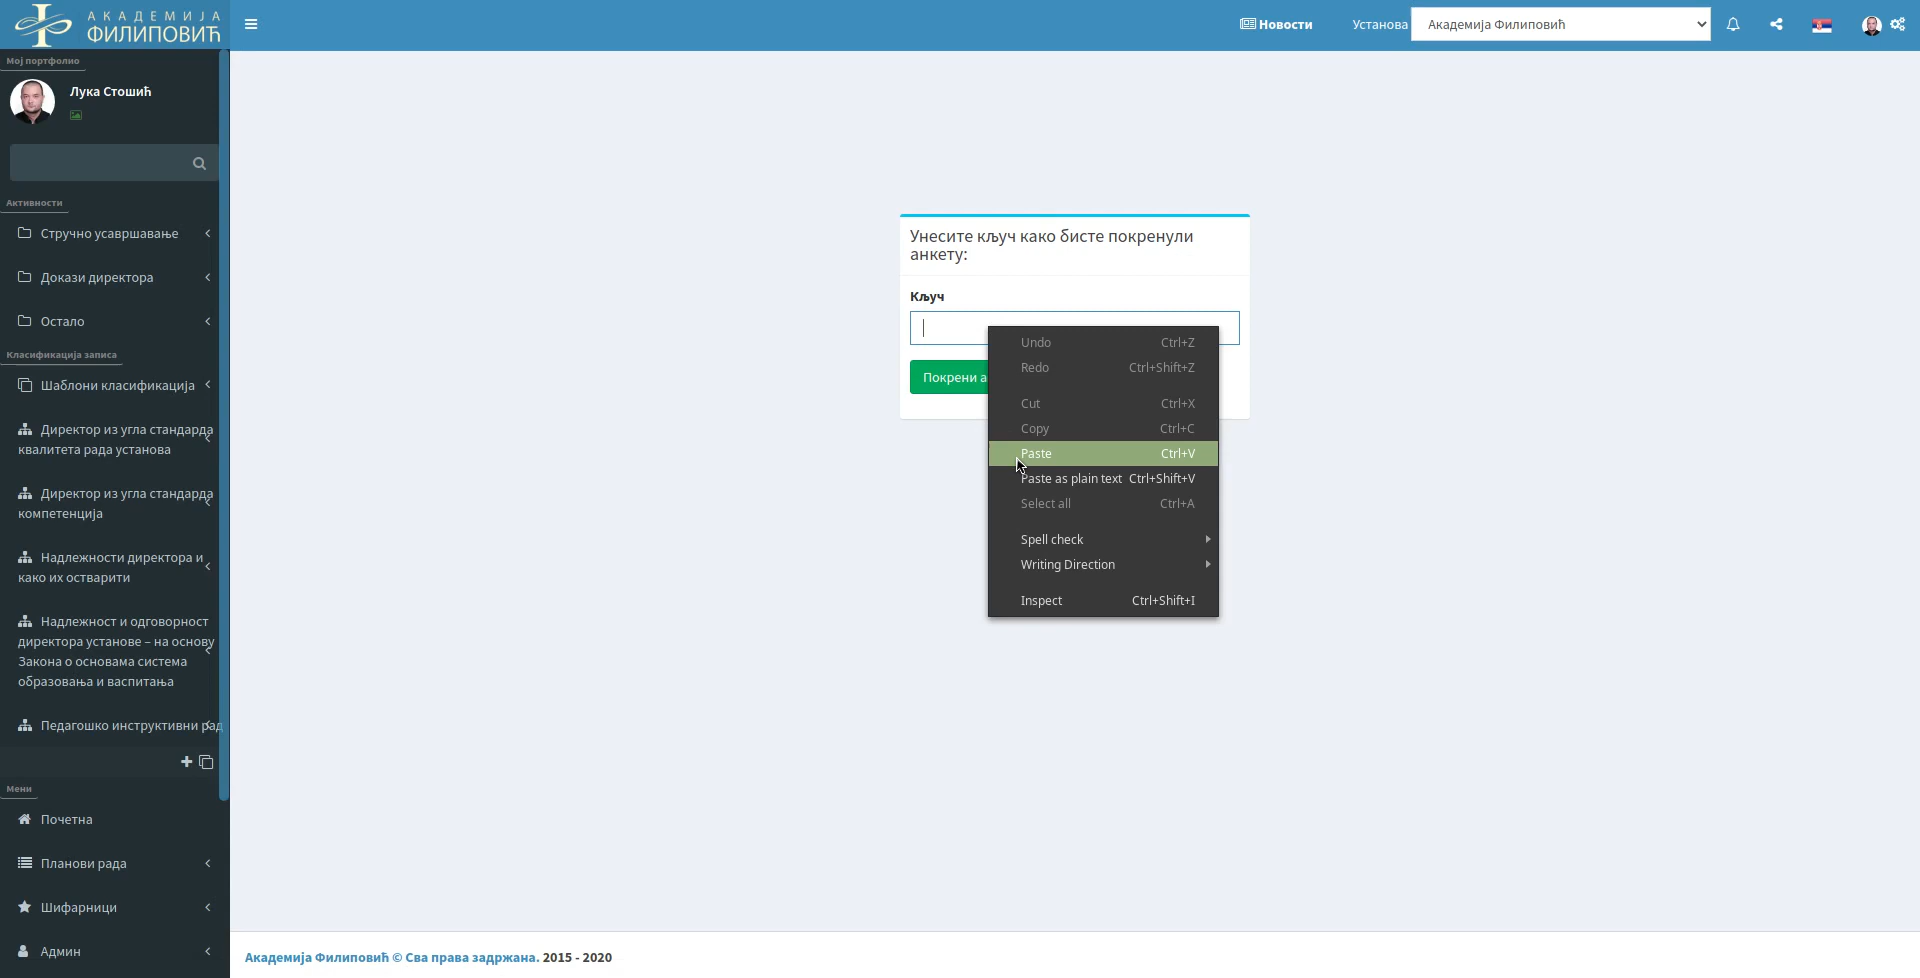 АКАДЕМИЈА
ФИЛИПОВИЋ
Новости
Установа
Академија Филиповић
Мој портфолио
Лука Стошић
Активности
Стручно усавршавање
Докази директора
Остало
Класификација записа
Шаблони класификација
Директор из угла стандарда
квалитета рада установа
Директор из угла стандарда
компетенција
Надлежности директора и
како их остварити
Надлежност и одговорност
директора установе – на основу
Закона о основама система
образовања и васпитања
Педагошко инструктивни рад
Мени
Почетна
Планови рада
Шифарници
Админ
Унесите кључ како бисте покренули
анкету:
Кључ
Покрени а
Undo Ctrl+Z
Redo Ctrl+Shift+Z
Cut Ctrl+X
Copy Ctrl+C
Paste Ctrl+V
Paste as plain text Ctrl+Shift+V
Select all Ctrl+A
Spell check
Writing Direction
Inspect Ctrl+Shift+I
Академија Филиповић © Сва права задржана. 2015 - 2020